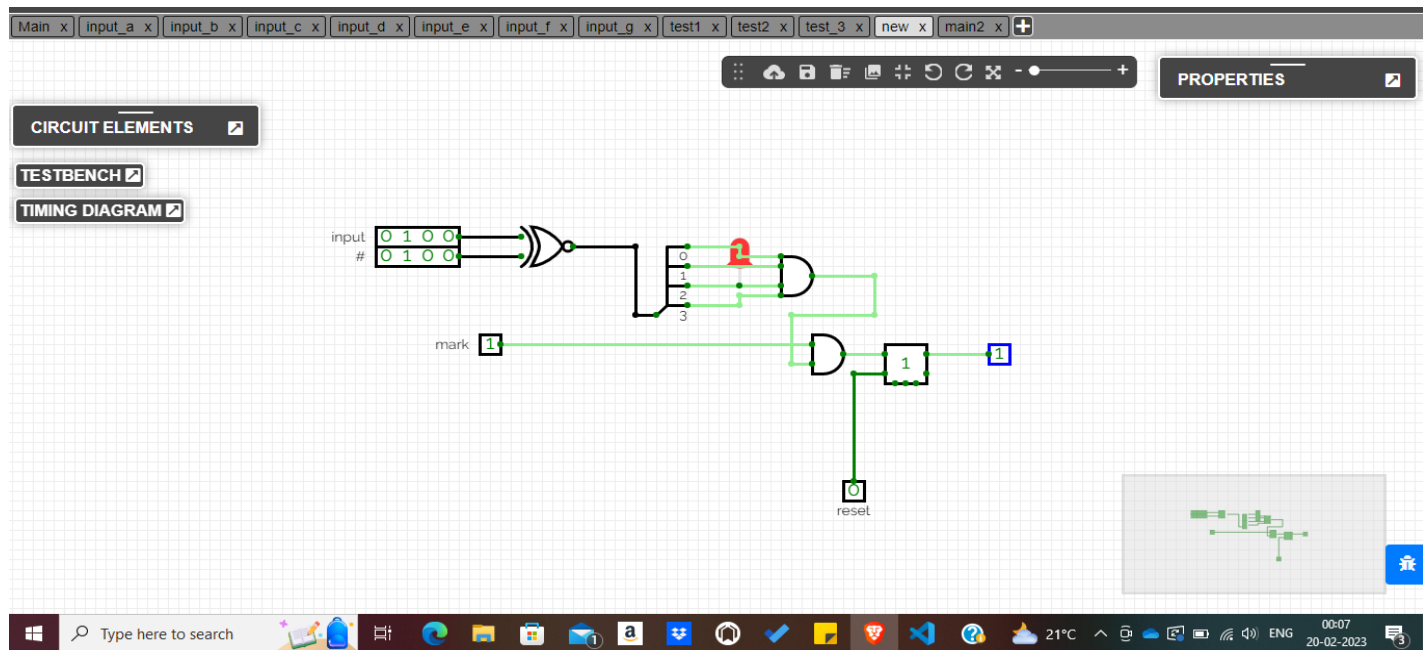 Main x input_a x input_b x input_c x input_d x input_e x input_f x input_g x test1 x test2 x test_3 x new x main2 x
- +
PROPERTIES
CIRCUIT ELEMENTS
TESTBENCH
TIMING DIAGRAM
input 0 1 0 0
# 0 1 0 0
0
1
2
3
mark 1
1
1
0
reset
Type here to search
1
a
21°C
ENG
00:07
20-02-2023
3